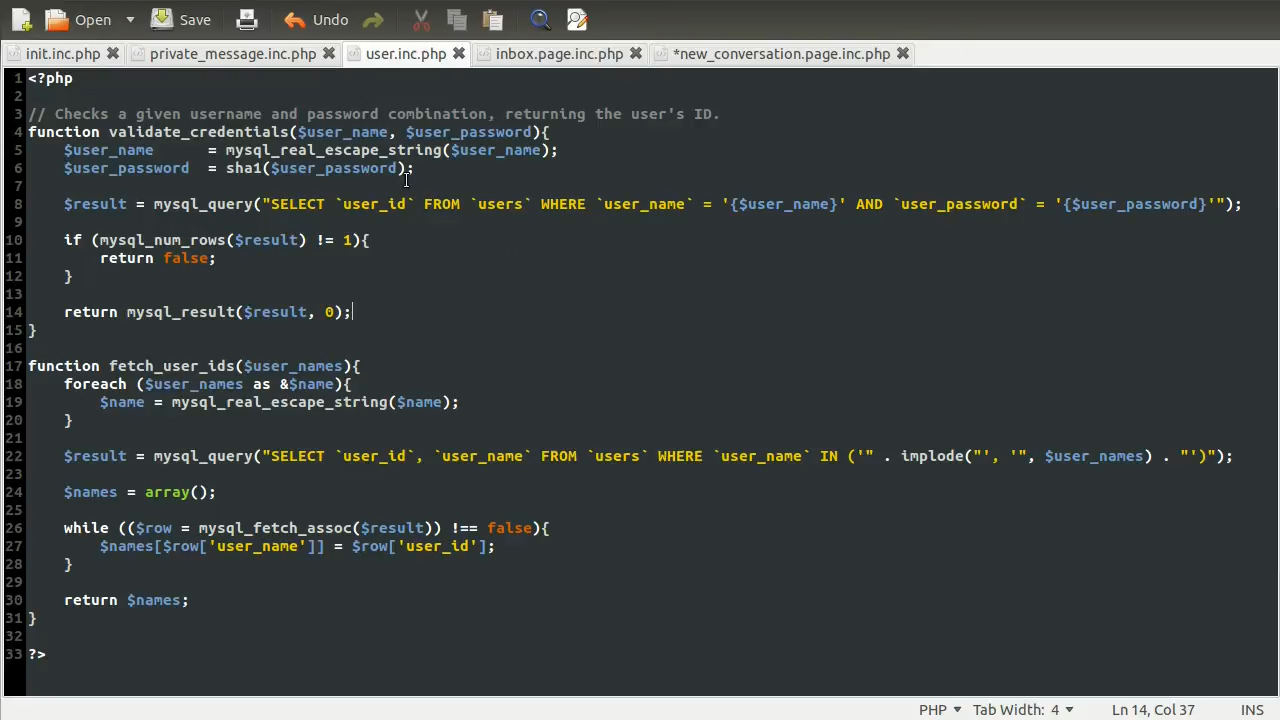 Open Save Undo
init.inc.php private_message.inc.php user.inc.php inbox.page.inc.php *new_conversation.page.inc.php
1 <?php
2
3 // Checks a given username and password combination, returning the user's ID.
4 function validate_credentials($user_name, $user_password){
5     $user_name      = mysql_real_escape_string($user_name);
6     $user_password  = sha1($user_password);
7
8     $result = mysql_query("SELECT `user_id` FROM `users` WHERE `user_name` = '{$user_name}' AND `user_password` = '{$user_password}'");
9
10     if (mysql_num_rows($result) != 1){
11         return false;
12     }
13
14     return mysql_result($result, 0);
15 }
16
17 function fetch_user_ids($user_names){
18     foreach ($user_names as &$name){
19         $name = mysql_real_escape_string($name);
20     }
21
22     $result = mysql_query("SELECT `user_id`, `user_name` FROM `users` WHERE `user_name` IN ('" . implode("', '", $user_names) . "')");
23
24     $names = array();
25
26     while (($row = mysql_fetch_assoc($result)) !== false){
27         $names[$row['user_name']] = $row['user_id'];
28     }
29
30     return $names;
31 }
32
33 ?>
PHP Tab Width: 4 Ln 14, Col 37 INS